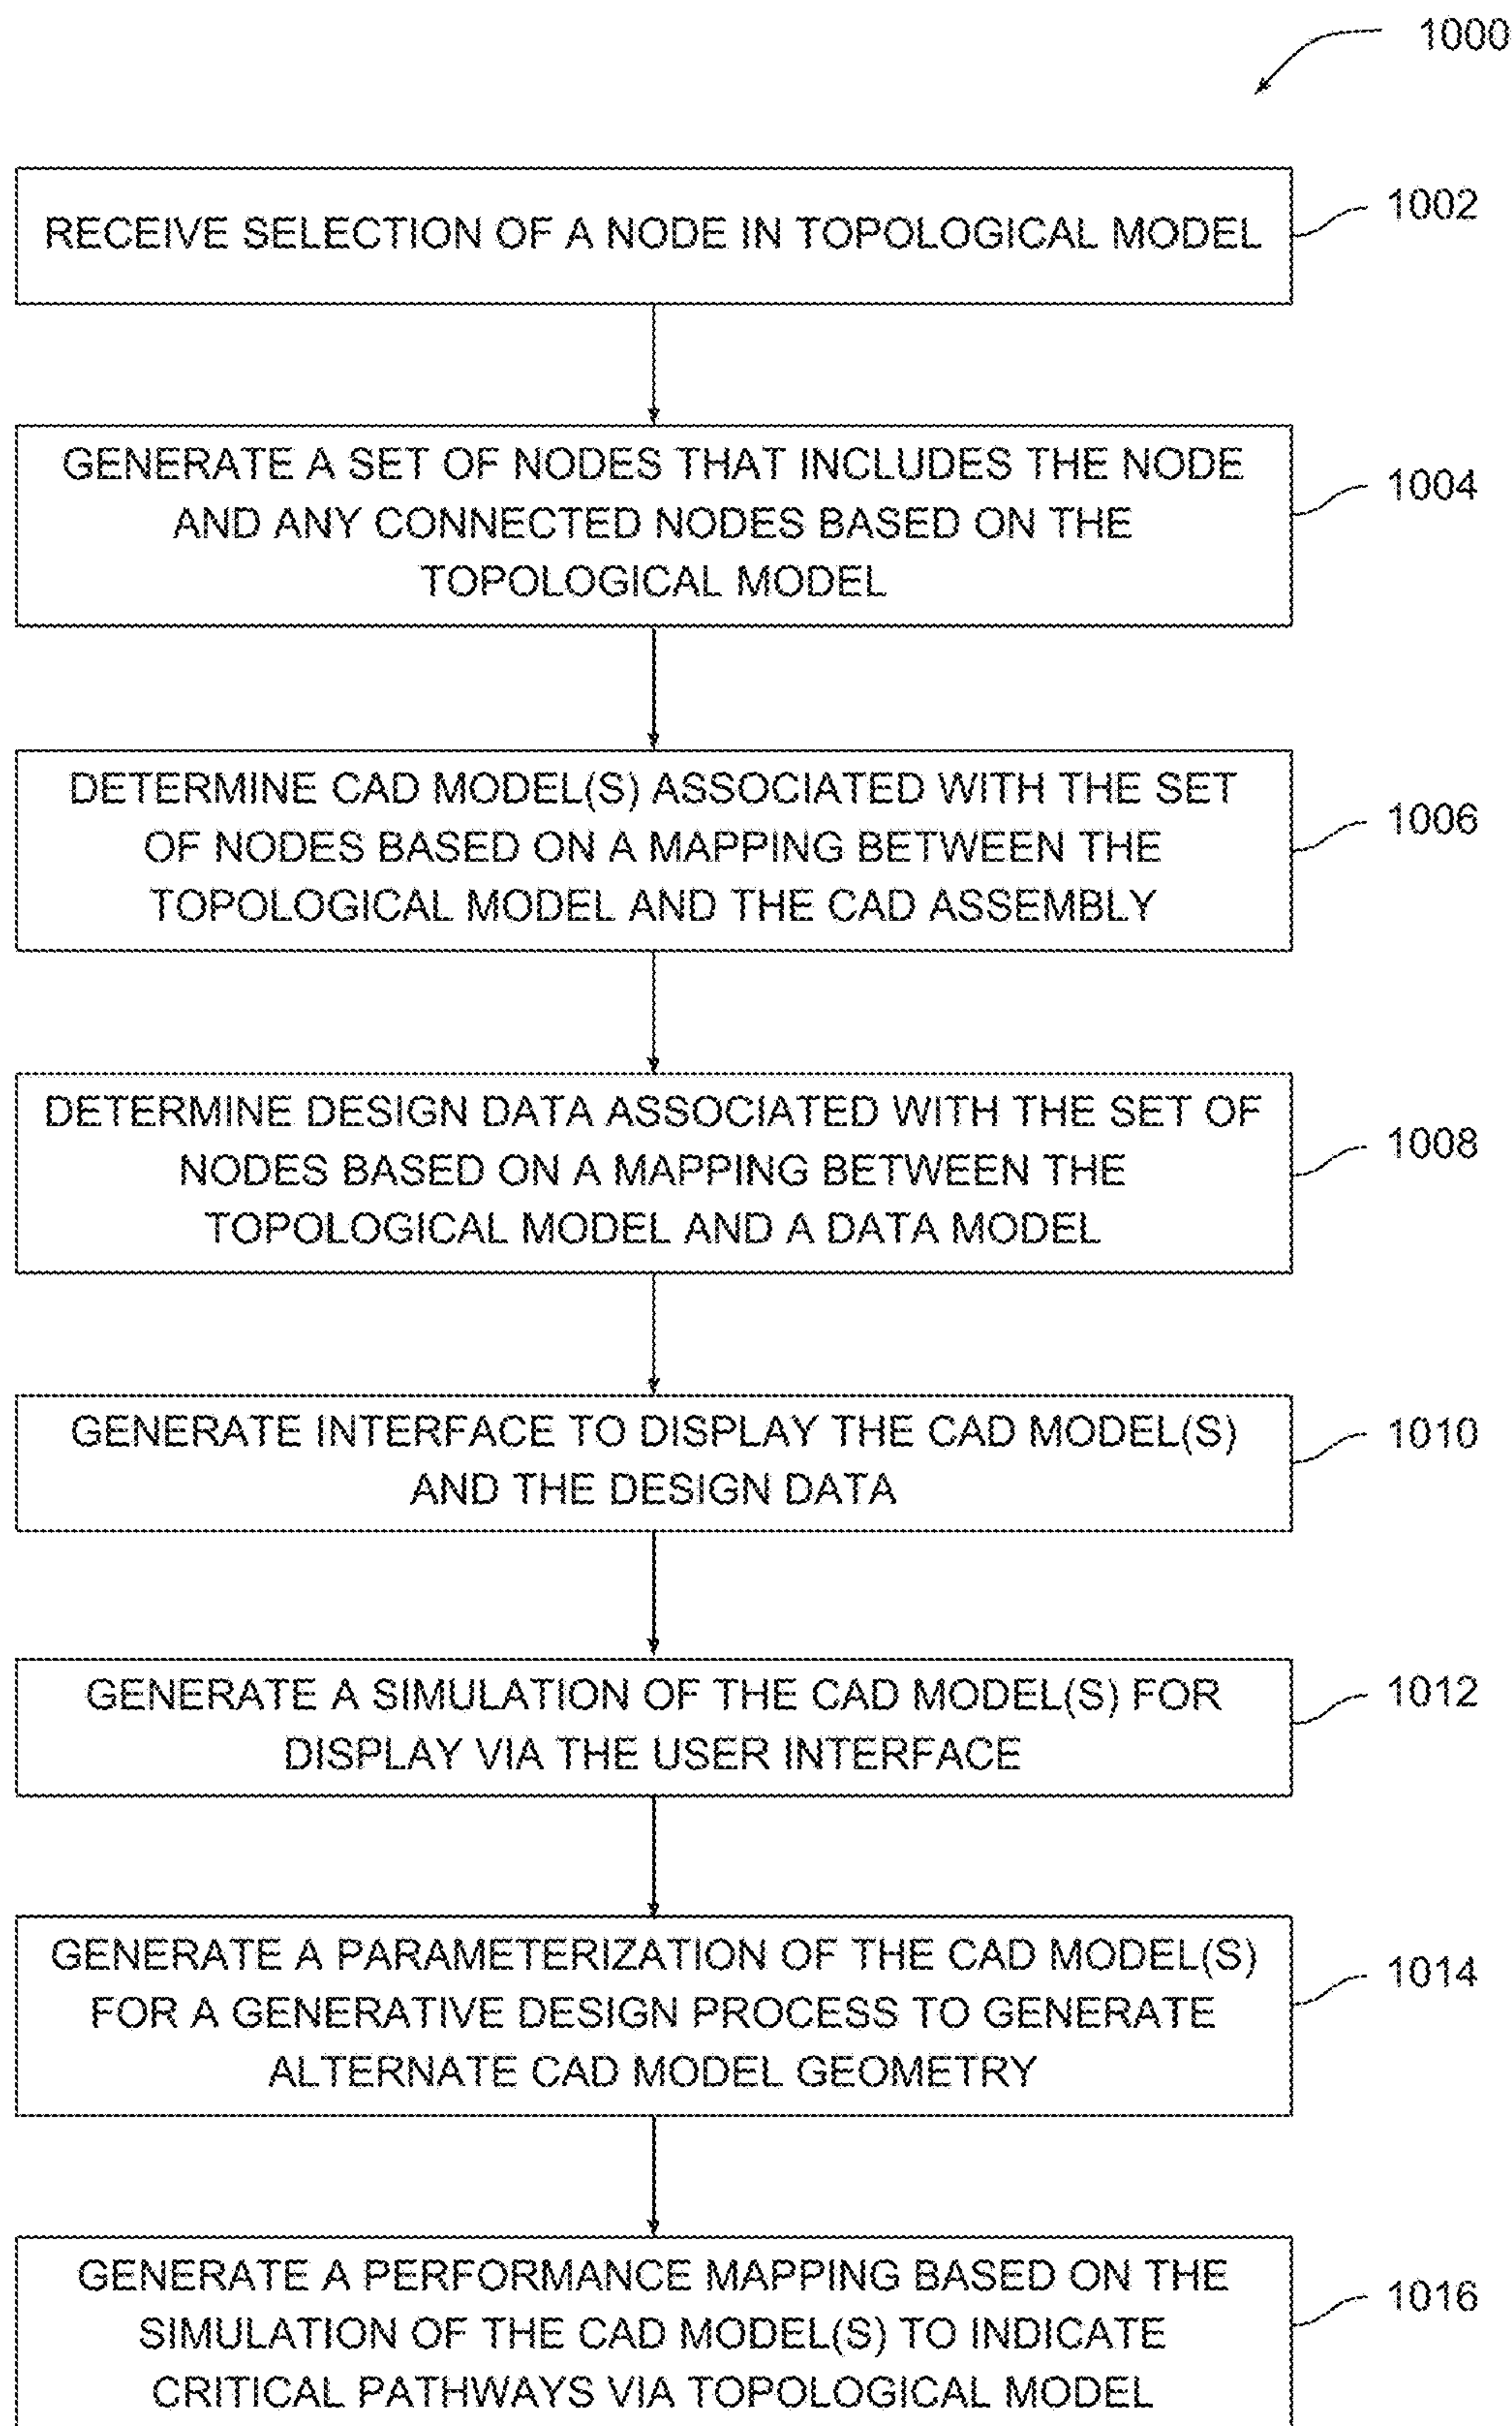 1000
RECEIVE SELECTION OF A NODE IN TOPOLOGICAL MODEL
1002
GENERATE A SET OF NODES THAT INCLUDES THE NODE
AND ANY CONNECTED NODES BASED ON THE
TOPOLOGICAL MODEL
1004
DETERMINE CAD MODEL(S) ASSOCIATED WITH THE SET
OF NODES BASED ON A MAPPING BETWEEN THE
TOPOLOGICAL MODEL AND THE CAD ASSEMBLY
1006
DETERMINE DESIGN DATA ASSOCIATED WITH THE SET OF
NODES BASED ON A MAPPING BETWEEN THE
TOPOLOGICAL MODEL AND A DATA MODEL
1008
GENERATE INTERFACE TO DISPLAY THE CAD MODEL(S)
AND THE DESIGN DATA
1010
GENERATE A SIMULATION OF THE CAD MODEL(S) FOR
DISPLAY VIA THE USER INTERFACE
1012
GENERATE A PARAMETERIZATION OF THE CAD MODEL(S)
FOR A GENERATIVE DESIGN PROCESS TO GENERATE
ALTERNATE CAD MODEL GEOMETRY
1014
GENERATE A PERFORMANCE MAPPING BASED ON THE
SIMULATION OF THE CAD MODEL(S) TO INDICATE
CRITICAL PATHWAYS VIA TOPOLOGICAL MODEL
1016